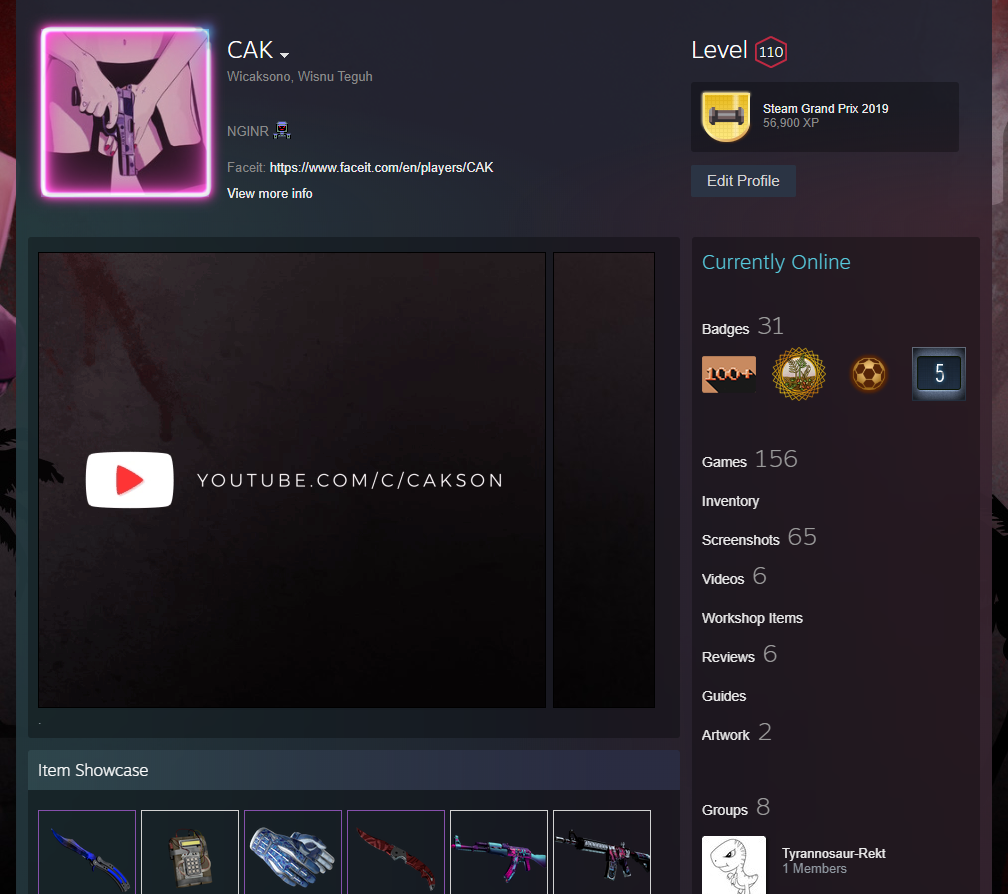 CAK
Wicaksono, Wisnu Teguh
NGINR
Faceit: https://www.faceit.com/en/players/CAK
View more info
Level 110
Steam Grand Prix 2019
56,900 XP
Edit Profile
YOUTUBE.COM/C/CAKSON
.
Item Showcase
Currently Online
Badges 31
100+
5
Games 156
Inventory
Screenshots 65
Videos 6
Workshop Items
Reviews 6
Guides
Artwork 2
Groups 8
Tyrannosaur-Rekt
1 Members